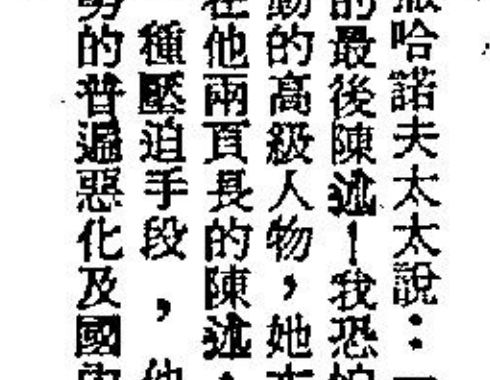 哈諾夫太太說：
的最後陳述！我恐怕
動的高級人物，她
在他兩頁長的陳述，
種壓迫手段，他
勢的普遍惡化及國